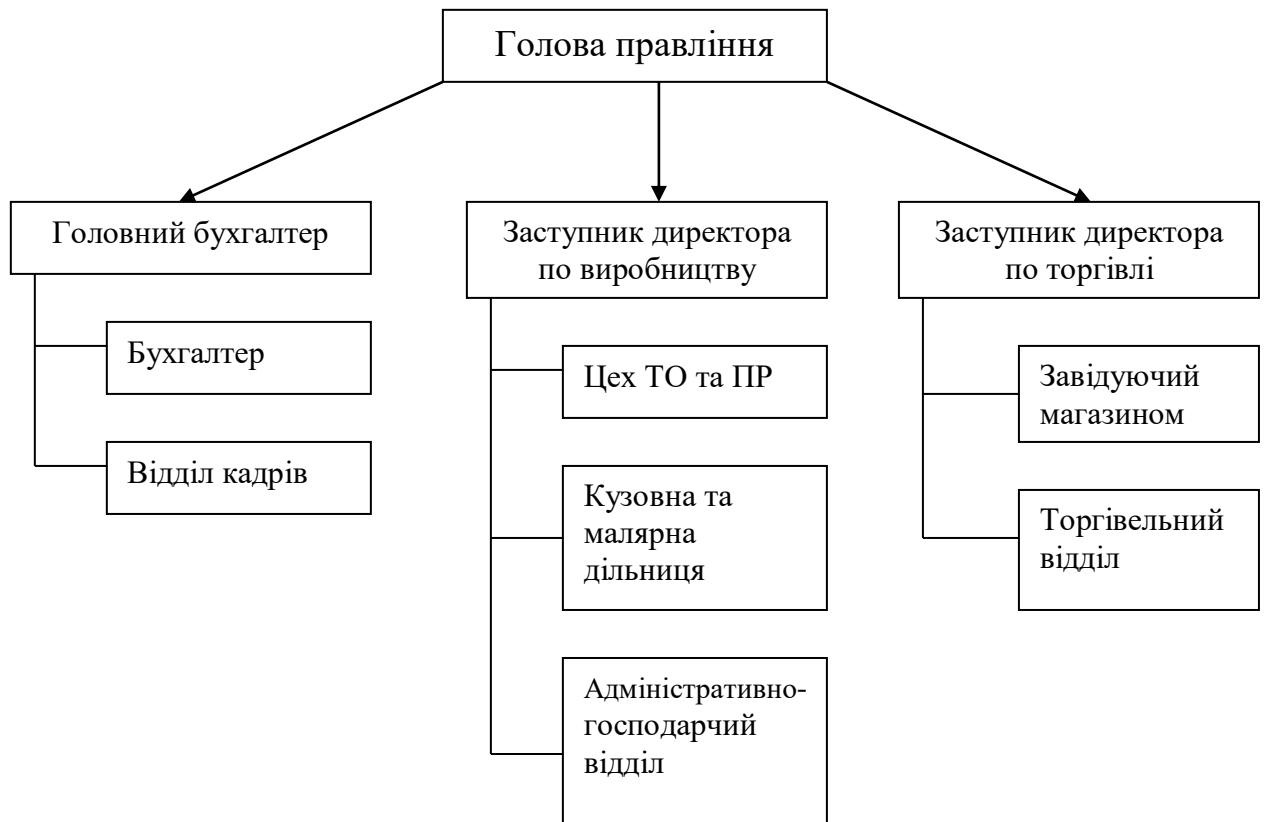 Голова правління
Головний бухгалтер
Бухгалтер
Відділ кадрів
Заступник директора
по виробництву
Цех ТО та ПР
Кузовна та
малярна
дільниця
Адміністративно-
господарчий
відділ
Заступник директора
по торгівлі
Завідуючий
магазином
Торгівельний
відділ